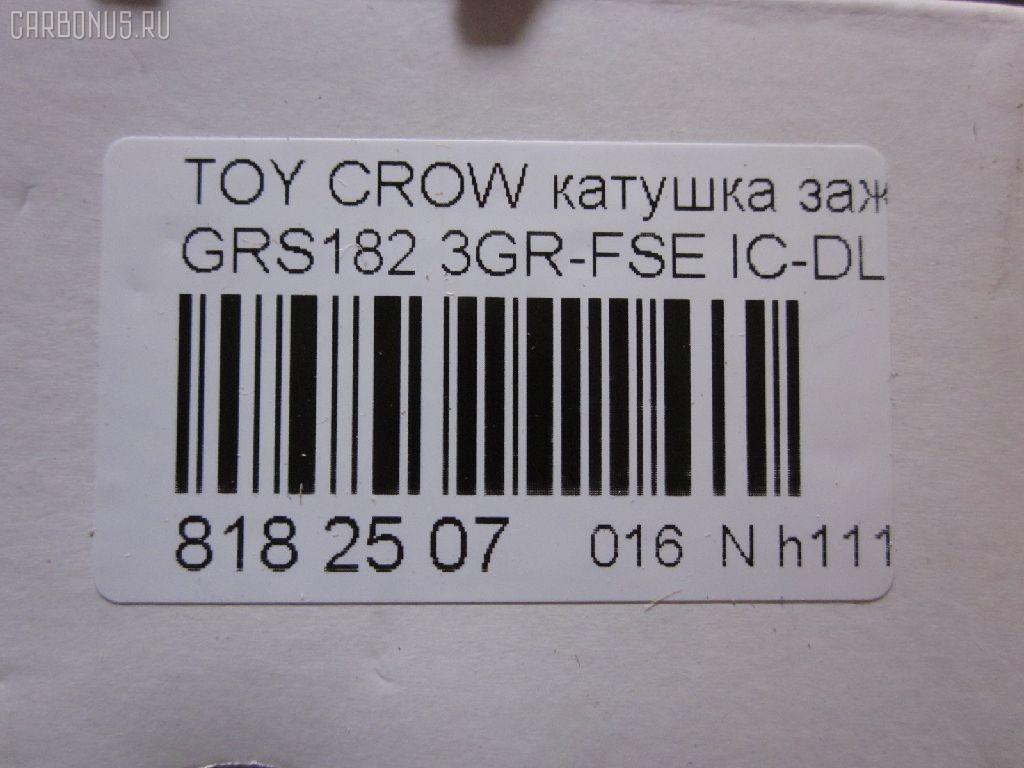 CARBONUS.RU
TOY CROW катушка заж
GRS182 3GR-FSE IC-DL
818 25 07 016 N h111